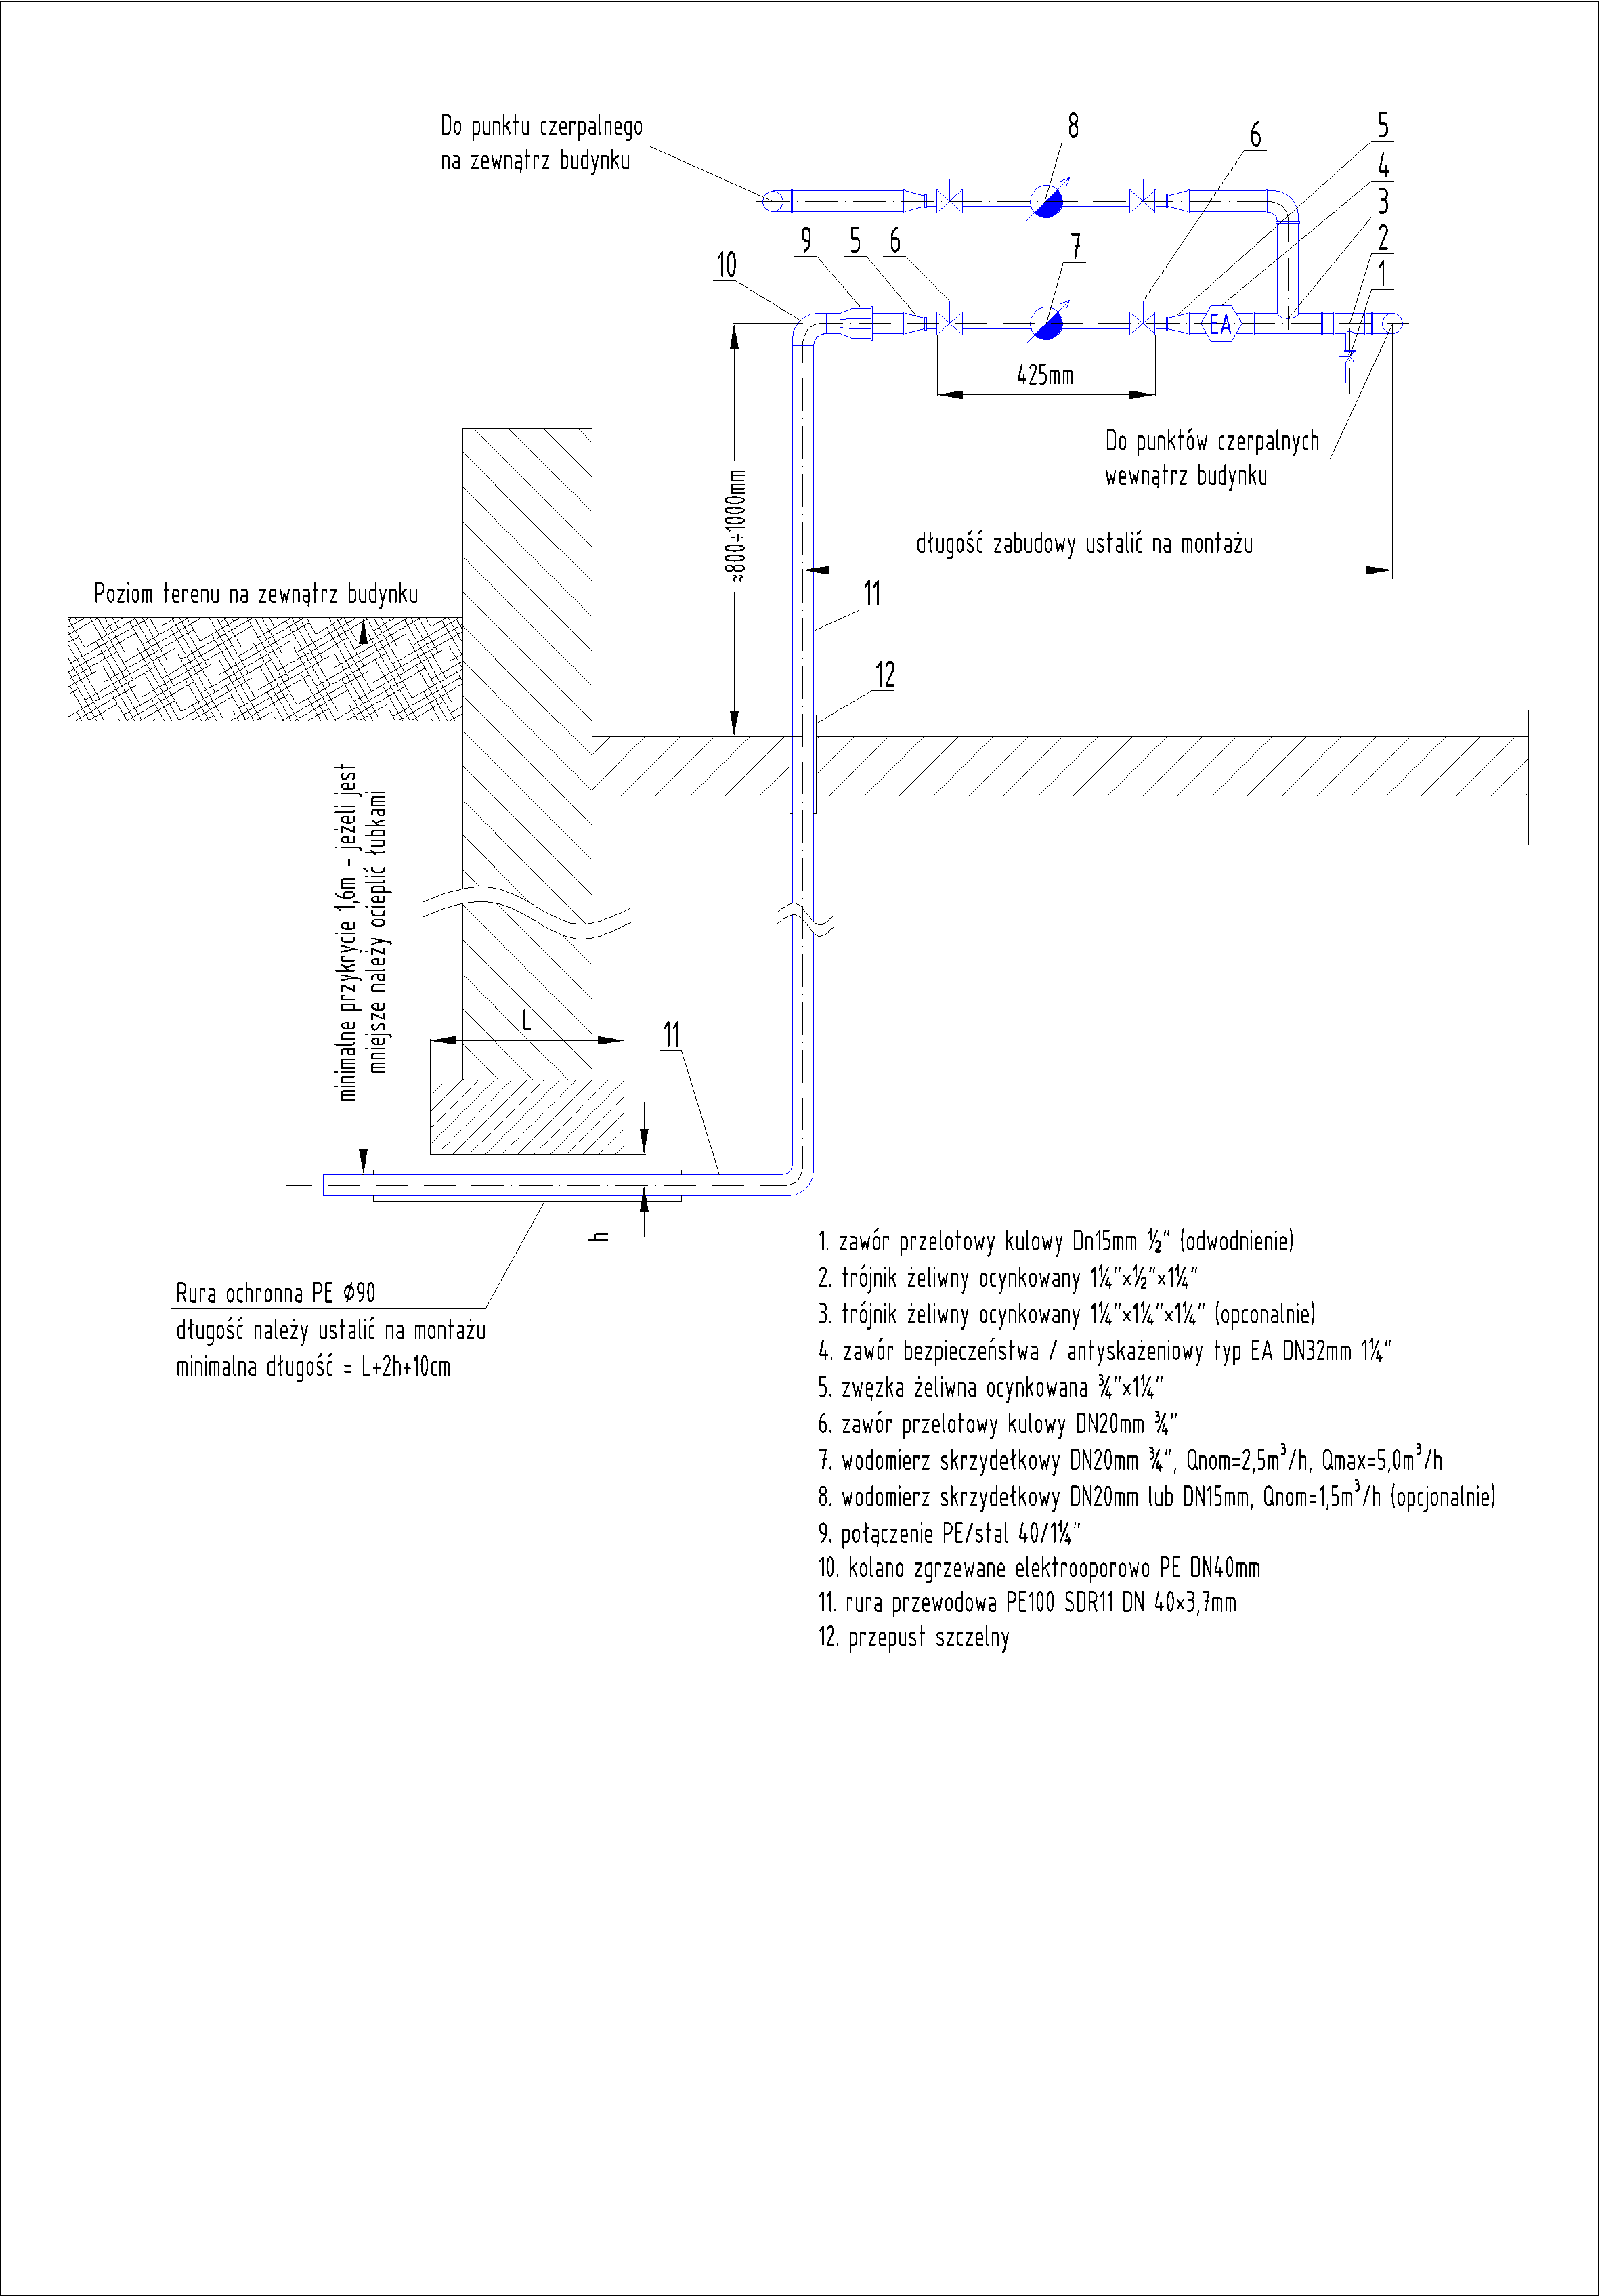 Do punktu czerpalnego
na zewnątrz budynku
8
6
5
4
3
2
1
9
5
6
7
10
EA
425mm
Do punktów czerpalnych
wewnątrz budynku
≈800÷1000mm
długość zabudowy ustalić na montażu
Poziom terenu na zewnątrz budynku
11
12
minimalne przykrycie 1,6m - jeżeli jest
mniejsze należy ocieplić łubkami
L
11
h
Rura ochronna PE Ø90
długość należy ustalić na montażu
minimalna długość = L+2h+10cm
1. zawór przelotowy kulowy Dn15mm ½" (odwodnienie)
2. trójnik żeliwny ocynkowany 1¼"×½"×1¼"
3. trójnik żeliwny ocynkowany 1¼"×1¼"×1¼" (opconalnie)
4. zawór bezpieczeństwa / antyskażeniowy typ EA DN32mm 1¼"
5. zwęzka żeliwna ocynkowana ¾"×1¼"
6. zawór przelotowy kulowy DN20mm ¾"
7. wodomierz skrzydełkowy DN20mm ¾", Qnom=2,5m³/h, Qmax=5,0m³/h
8. wodomierz skrzydełkowy DN20mm lub DN15mm, Qnom=1,5m³/h (opcjonalnie)
9. połączenie PE/stal 40/1¼"
10. kolano zgrzewane elektrooporowo PE DN40mm
11. rura przewodowa PE100 SDR11 DN 40×3,7mm
12. przepust szczelny